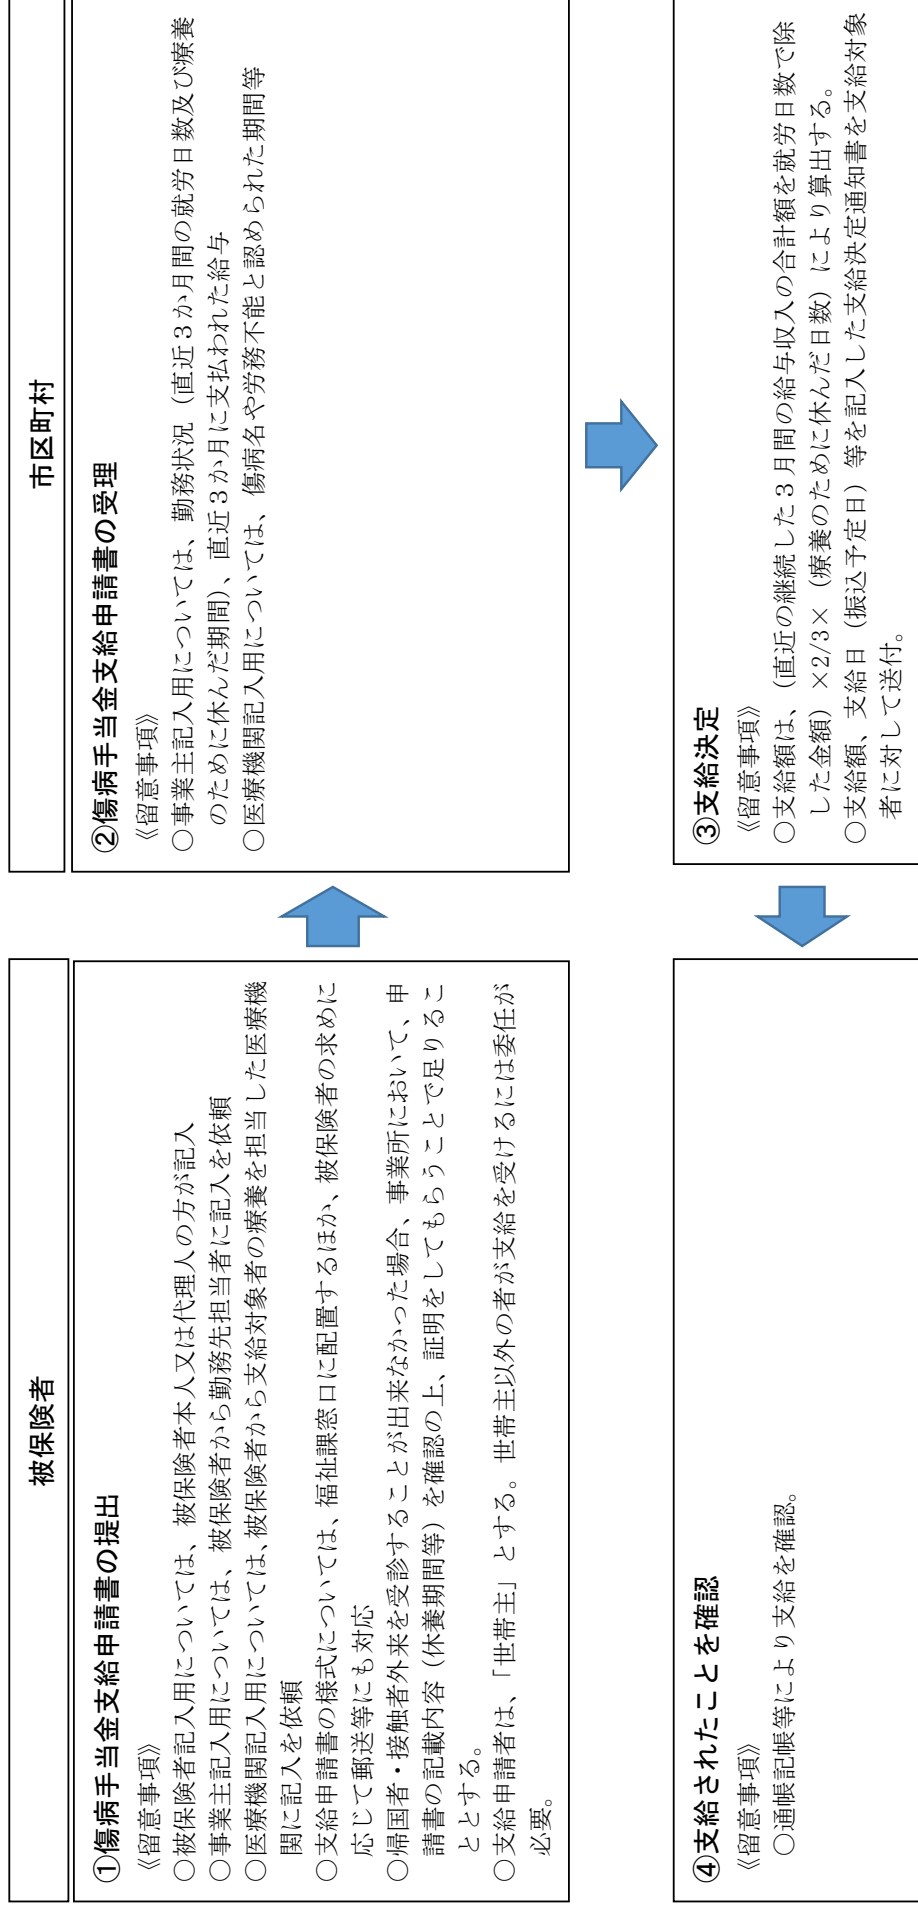 被保険者
①傷病手当金支給申請書の提出
《留意事項》
○被保険者記入用については、被保険者本人又は代理人の方が記入
○事業主記入用については、被保険者から勤務先担当者に記入を依頼
○医療機関記入用については、被保険者から支給対象者の療養を担当した医療機
関に記入を依頼
○支給申請書の様式については、福祉課窓口に配置するほか、被保険者の求めに
応じて郵送等にも対応
○帰国者・接触者外来を受診することが出来なかった場合、事業所において、申
請書の記載内容（休養期間等）を確認の上、証明をしてもらうことで足りるこ
ととする。
○支給申請者は、「世帯主」とする。世帯主以外の者が支給を受けるには委任が
必要。
市区町村
②傷病手当金支給申請書の受理
《留意事項》
○事業主記入用については、勤務状況（直近３か月間の就労日数及び療養
のために休んだ期間）、直近３か月に支払われた給与
○医療機関記入用については、傷病名や労務不能と認められた期間等
③支給決定
《留意事項》
○支給額は、（直近の継続した３月間の給与収入の合計額を就労日数で除
した金額）×2/3×（療養のために休んだ日数）により算出する。
○支給額、支給日（振込予定日）等を記入した支給決定通知書を支給対象
者に対して送付。
④支給されたことを確認
《留意事項》
○通帳記帳等により支給を確認。